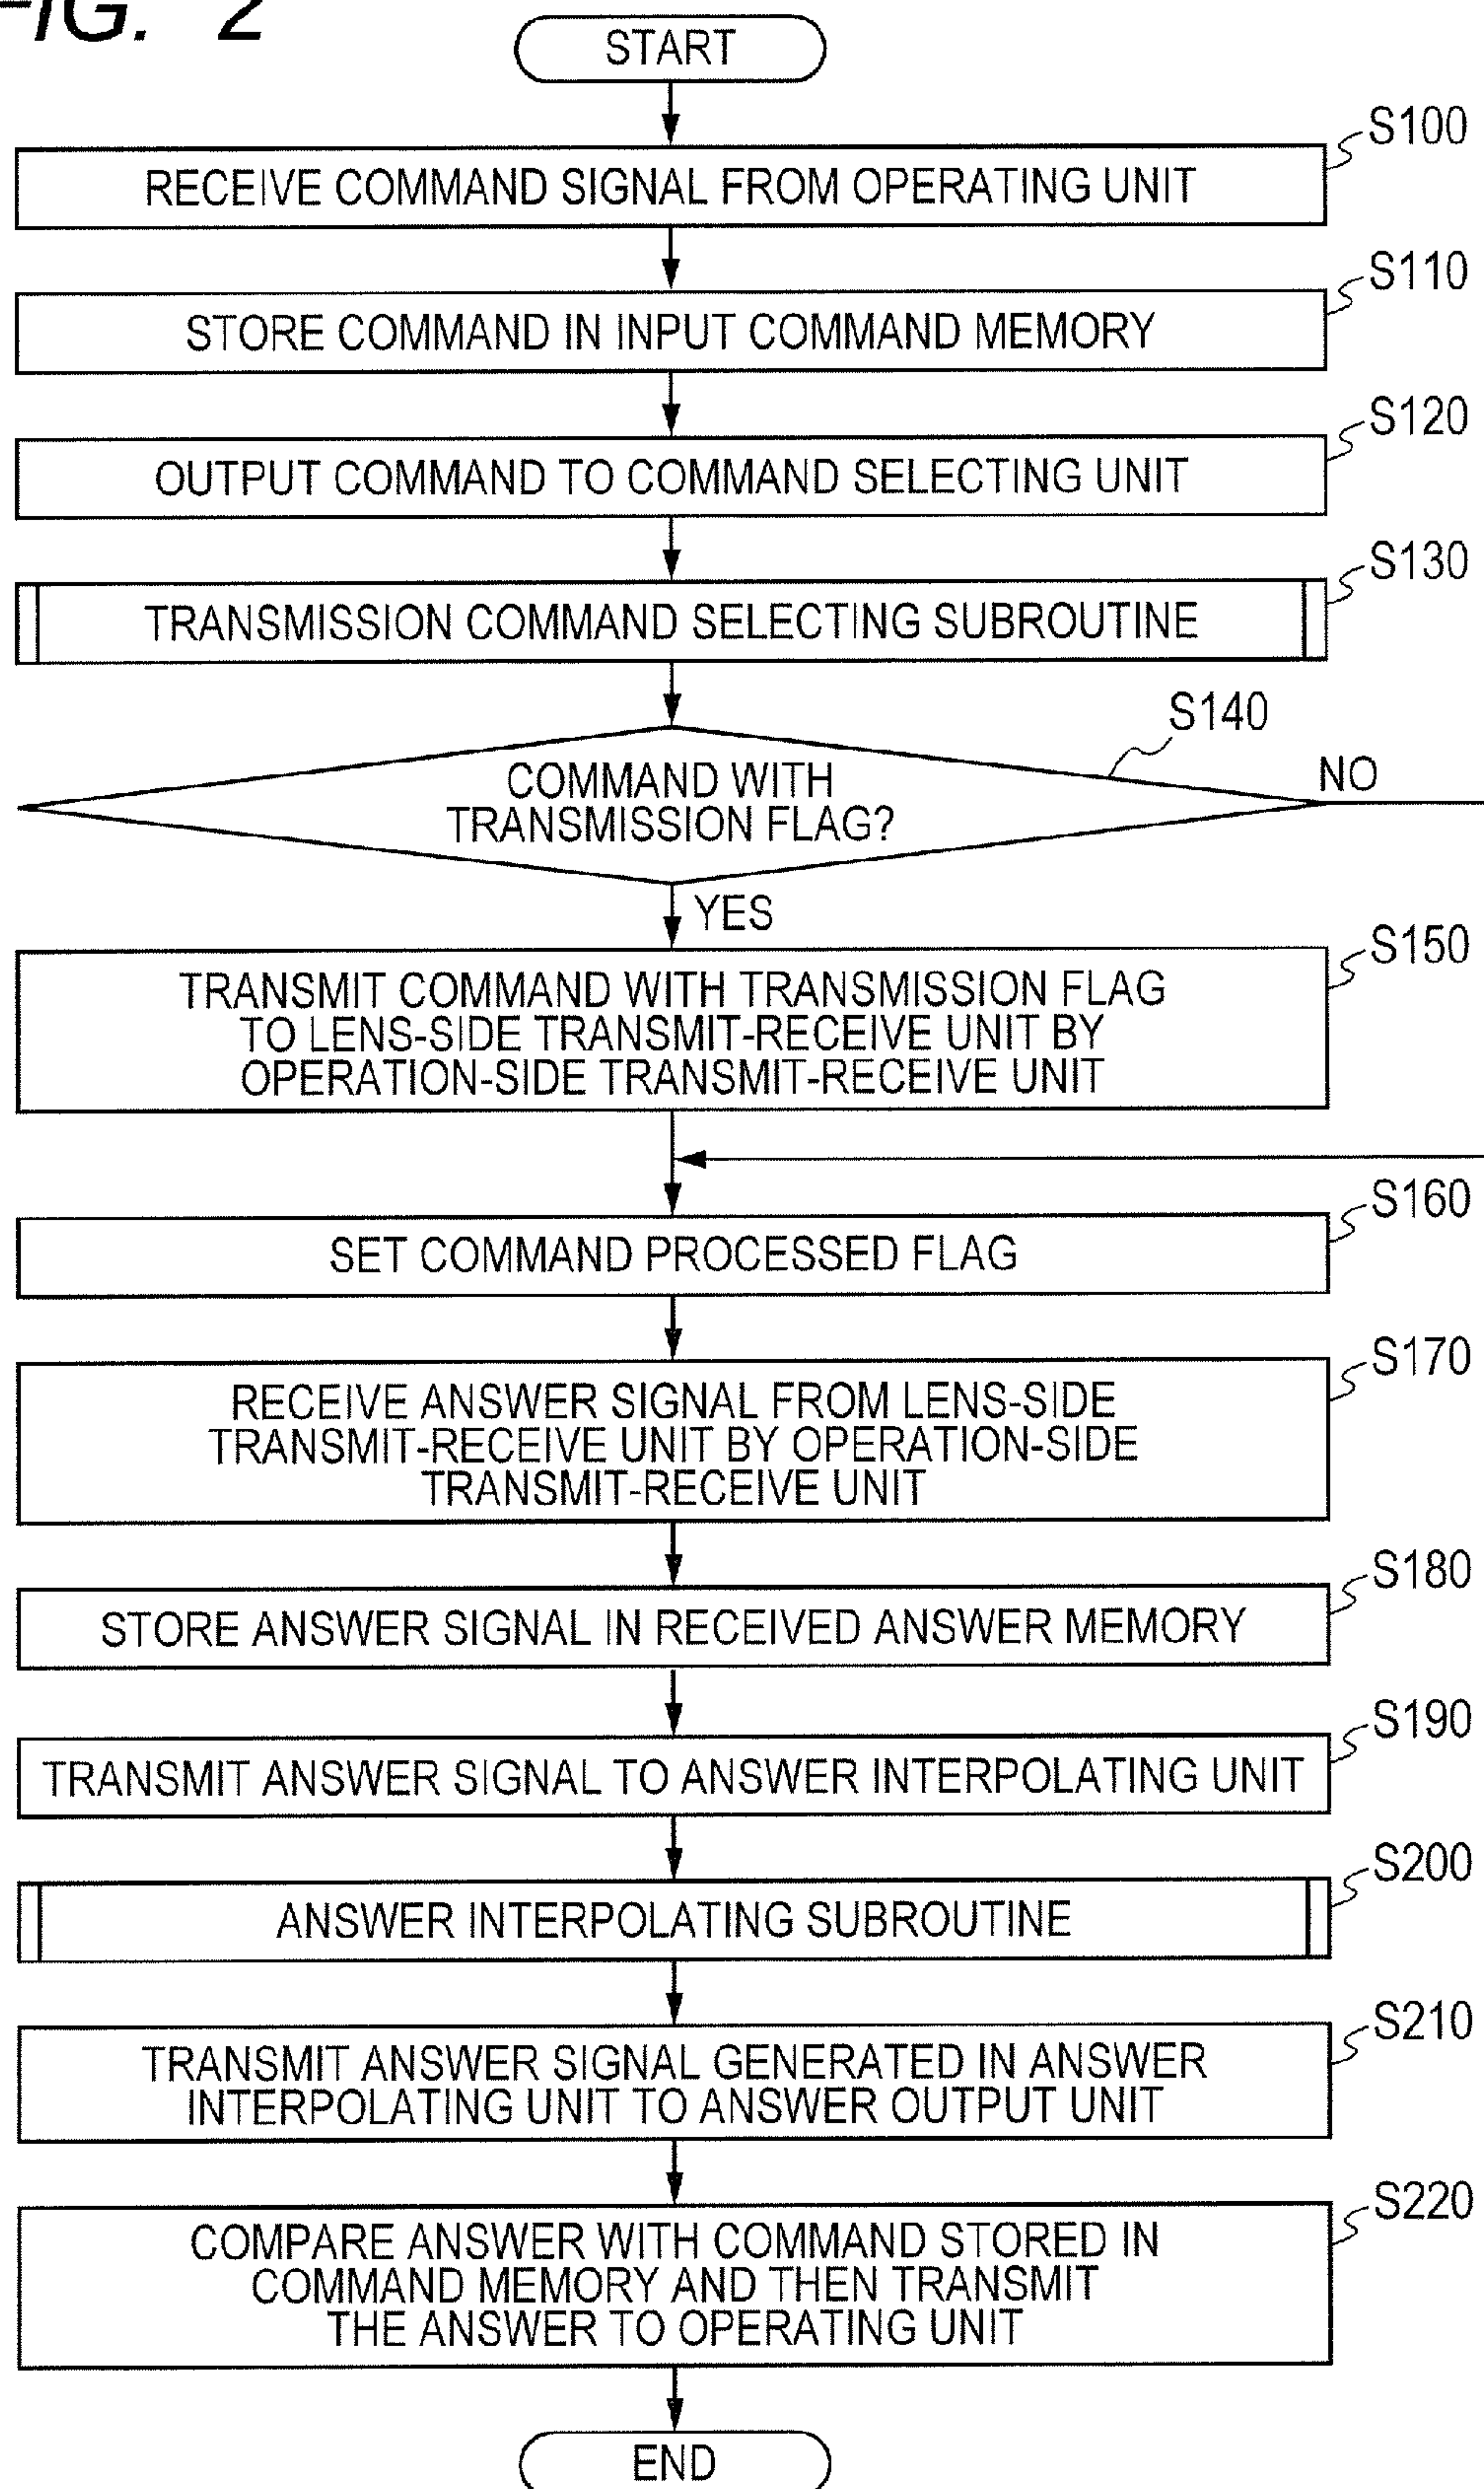 FIG. 2
START
S100
RECEIVE COMMAND SIGNAL FROM OPERATING UNIT
S110
STORE COMMAND IN INPUT COMMAND MEMORY
S120
OUTPUT COMMAND TO COMMAND SELECTING UNIT
S130
TRANSMISSION COMMAND SELECTING SUBROUTINE
S140
COMMAND WITH
TRANSMISSION FLAG?
NO
YES
S150
TRANSMIT COMMAND WITH TRANSMISSION FLAG
TO LENS-SIDE TRANSMIT-RECEIVE UNIT BY
OPERATION-SIDE TRANSMIT-RECEIVE UNIT
S160
SET COMMAND PROCESSED FLAG
S170
RECEIVE ANSWER SIGNAL FROM LENS-SIDE
TRANSMIT-RECEIVE UNIT BY OPERATION-SIDE
TRANSMIT-RECEIVE UNIT
S180
STORE ANSWER SIGNAL IN RECEIVED ANSWER MEMORY
S190
TRANSMIT ANSWER SIGNAL TO ANSWER INTERPOLATING UNIT
S200
ANSWER INTERPOLATING SUBROUTINE
S210
TRANSMIT ANSWER SIGNAL GENERATED IN ANSWER
INTERPOLATING UNIT TO ANSWER OUTPUT UNIT
S220
COMPARE ANSWER WITH COMMAND STORED IN
COMMAND MEMORY AND THEN TRANSMIT
THE ANSWER TO OPERATING UNIT
END